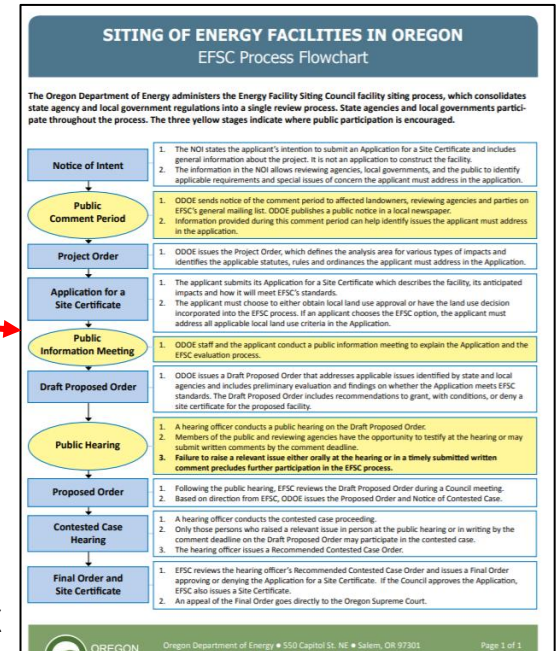 SITING OF ENERGY FACILITIES IN OREGON
EFSC Process Flowchart
The Oregon Department of Energy administers the Energy Facility Siting Council facility siting process, which consolidates
state agency and local government regulations into a single review process. State agencies and local governments partici-
pate throughout the process. The three yellow stages indicate where public participation is encouraged.
Notice of Intent
1. The NOI states the applicant's intention to submit an Application for a Site Certificate and includes
general information about the project. It is not an application to construct the facility.
2. The information in the NOI allows reviewing agencies, local governments, and the public to identify
applicable requirements and special issues of concern the applicant must address in the application.
Public
Comment Period
1. ODOE sends notice of the comment period to affected landowners, reviewing agencies and parties on
EFSC's general mailing list. ODOE publishes a public notice in a local newspaper.
2. Information provided during this comment period can help identify issues the applicant must address
in the application.
Project Order
1. ODOE issues the Project Order, which defines the analysis area for various types of impacts and
identifies the applicable statutes, rules and ordinances the applicant must address in the Application.
Application for a
Site Certificate
1. The applicant submits its Application for a Site Certificate which describes the facility, its anticipated
impacts and how it will meet EFSC's standards.
2. The applicant must choose to either obtain local land use approval or have the land use decision
incorporated into the EFSC process. If an applicant chooses the EFSC option, the applicant must
address all applicable local land use criteria in the Application.
Public
Information Meeting
1. ODOE staff and the applicant conduct a public information meeting to explain the Application and the
EFSC evaluation process.
Draft Proposed Order
1. ODOE issues a Draft Proposed Order that addresses applicable issues identified by state and local
agencies and includes preliminary evaluation and findings on whether the Application meets EFSC
standards. The Draft Order includes recommendations to grant, with conditions, or deny a
site certificate for the proposed facility.
Public Hearing
1. A hearing officer conducts a public hearing on the Draft Proposed Order.
2. Members of the public and reviewing agencies have the opportunity to testify at the hearing or may
submit written comments by the comment deadline.
3. Failure to raise a relevant issue either orally at the hearing or in a timely submitted written
comment precludes further participation in the EFSC process.
Proposed Order
1. Following the public hearing, EFSC reviews the Draft Proposed Order during a Council meeting.
2. Based on direction from EFSC, ODOE issues the Proposed Order and Notice of Contested Case.
Contested Case
Hearing
1. A hearing officer conducts the contested case proceeding.
2. Only those persons who raised a relevant issue in person at the public hearing or in writing by the
comment deadline on the Draft Proposed Order may participate in the contested case.
3. The hearing officer issues a Recommended Contested Case Order.
Final Order and
Site Certificate
1. EFSC reviews the hearing officer's Recommended Contested Case Order and issues a Final Order
approving or denying the Application for a Site Certificate. If the Council approves the Application,
EFSC also issues a Site Certificate.
2. An appeal of the Final Order goes directly to the Oregon Supreme Court.
OREGON
Oregon Department of Energy • 550 Capitol St. NE • Salem, OR 97301
Page 1 of 1